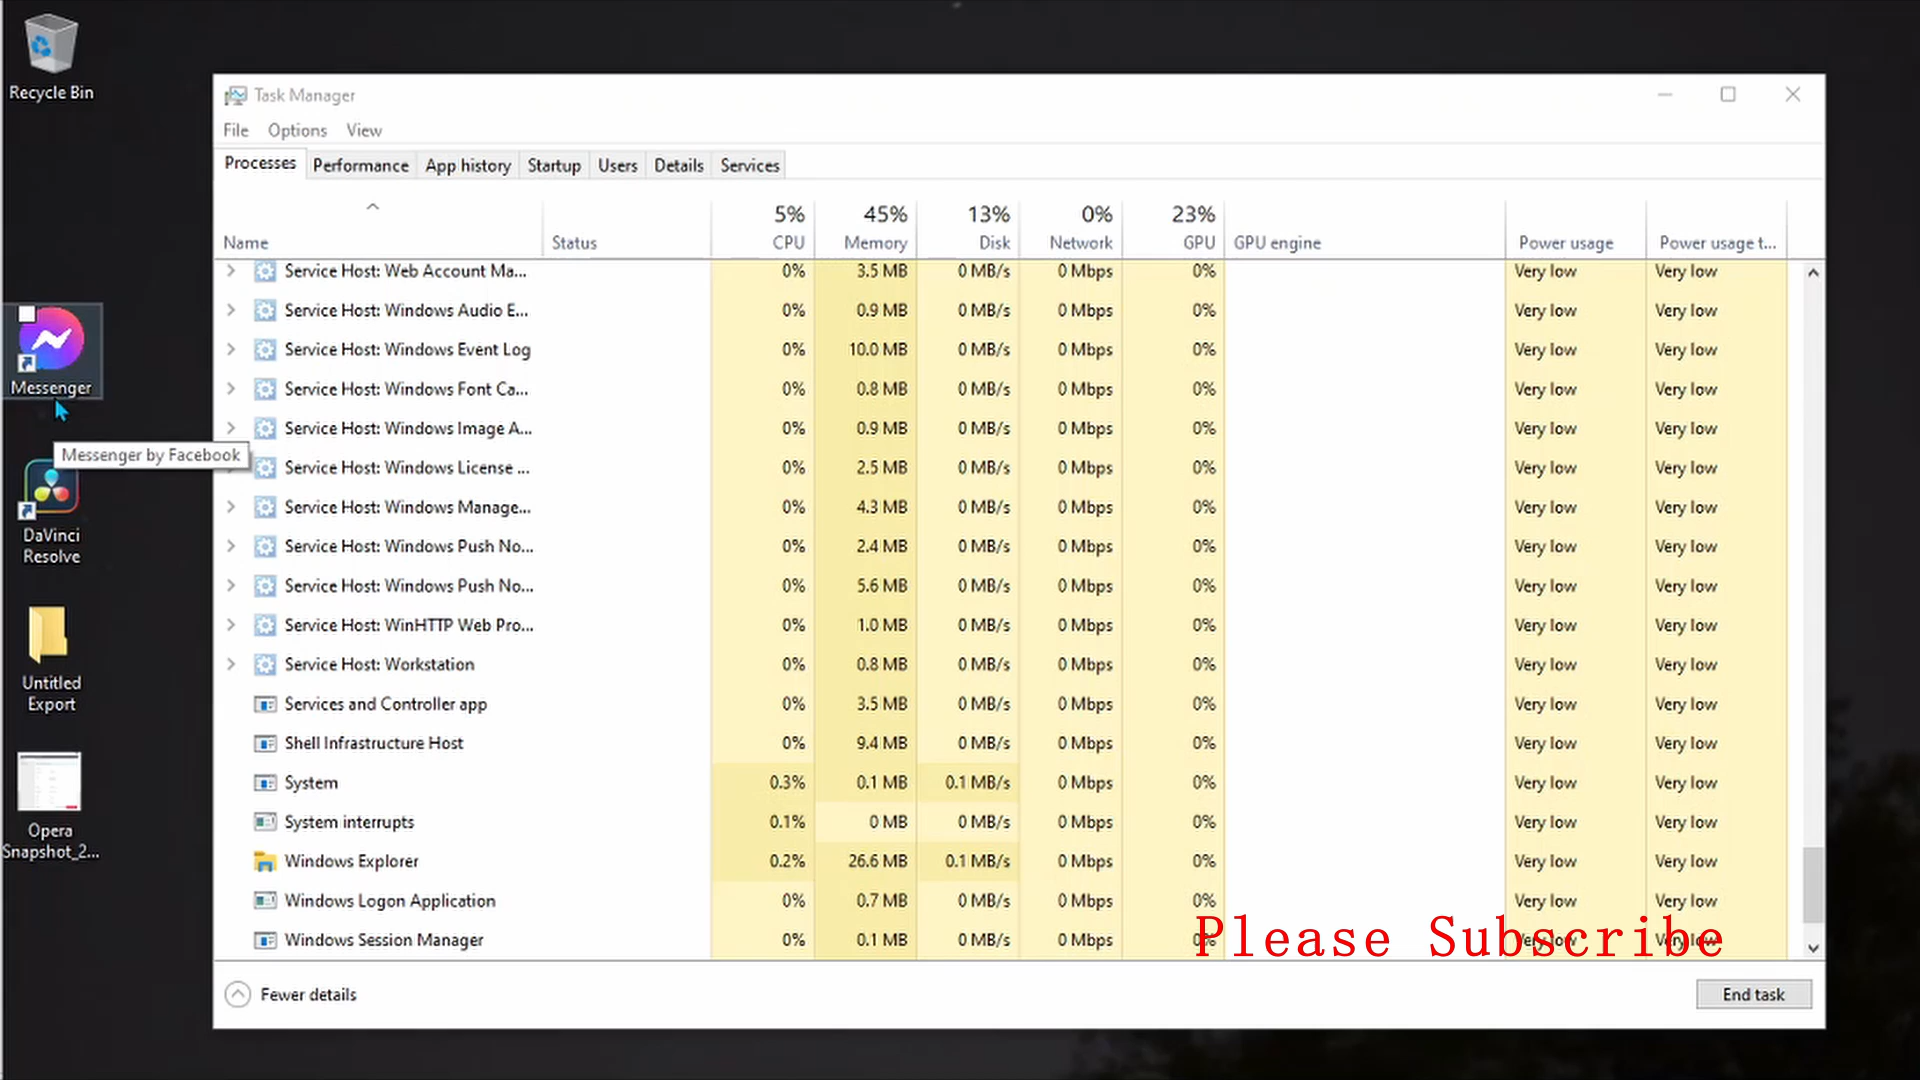 Recycle Bin
Messenger
Messenger by Facebook
DaVinci
Resolve
Untitled
Export
Opera
Snapshot_2...
Task Manager
File Options View
Processes Performance App history Startup Users Details Services
5% 45% 13% 0% 23%
Name Status CPU Memory Disk Network GPU GPU engine Power usage Power usage t...
Service Host: Web Account Ma... 0% 3.5 MB 0 MB/s 0 Mbps 0% Very low Very low
Service Host: Windows Audio E... 0% 0.9 MB 0 MB/s 0 Mbps 0% Very low Very low
Service Host: Windows Event Log 0% 10.0 MB 0 MB/s 0 Mbps 0% Very low Very low
Service Host: Windows Font Ca... 0% 0.8 MB 0 MB/s 0 Mbps 0% Very low Very low
Service Host: Windows Image A... 0% 0.9 MB 0 MB/s 0 Mbps 0% Very low Very low
Service Host: Windows License ... 0% 2.5 MB 0 MB/s 0 Mbps 0% Very low Very low
Service Host: Windows Manage... 0% 4.3 MB 0 MB/s 0 Mbps 0% Very low Very low
Service Host: Windows Push No... 0% 2.4 MB 0 MB/s 0 Mbps 0% Very low Very low
Service Host: Windows Push No... 0% 5.6 MB 0 MB/s 0 Mbps 0% Very low Very low
Service Host: WinHTTP Web Pro... 0% 1.0 MB 0 MB/s 0 Mbps 0% Very low Very low
Service Host: Workstation 0% 0.8 MB 0 MB/s 0 Mbps 0% Very low Very low
Services and Controller app 0% 3.5 MB 0 MB/s 0 Mbps 0% Very low Very low
Shell Infrastructure Host 0% 9.4 MB 0 MB/s 0 Mbps 0% Very low Very low
System 0.3% 0.1 MB 0.1 MB/s 0 Mbps 0% Very low Very low
System interrupts 0.1% 0 MB 0 MB/s 0 Mbps 0% Very low Very low
Windows Explorer 0.2% 26.6 MB 0.1 MB/s 0 Mbps 0% Very low Very low
Windows Logon Application 0% 0.7 MB 0 MB/s 0 Mbps 0% Very low Very low
Windows Session Manager 0% 0.1 MB 0 MB/s 0 Mbps 0% Very low Very low
Please Subscribe
Fewer details End task